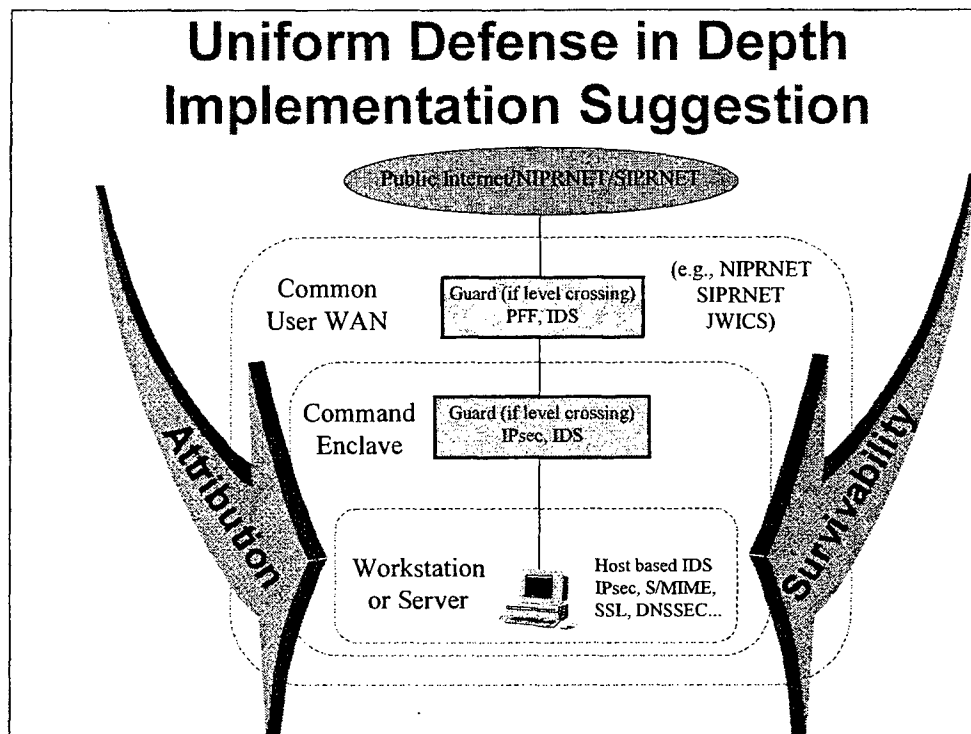 Uniform Defense in Depth
Implementation Suggestion
Public Internet/NIPRNET/SIPRNET
Common
User WAN
Guard (if level crossing)
PFF, IDS
(e.g., NIPRNET
SIPRNET
JWICS)
Command
Enclave
Guard (if level crossing)
IPsec, IDS
Attribution
Survivability
Workstation
or Server
Host based IDS
IPsec, S/MIME,
SSL, DNSSEC...